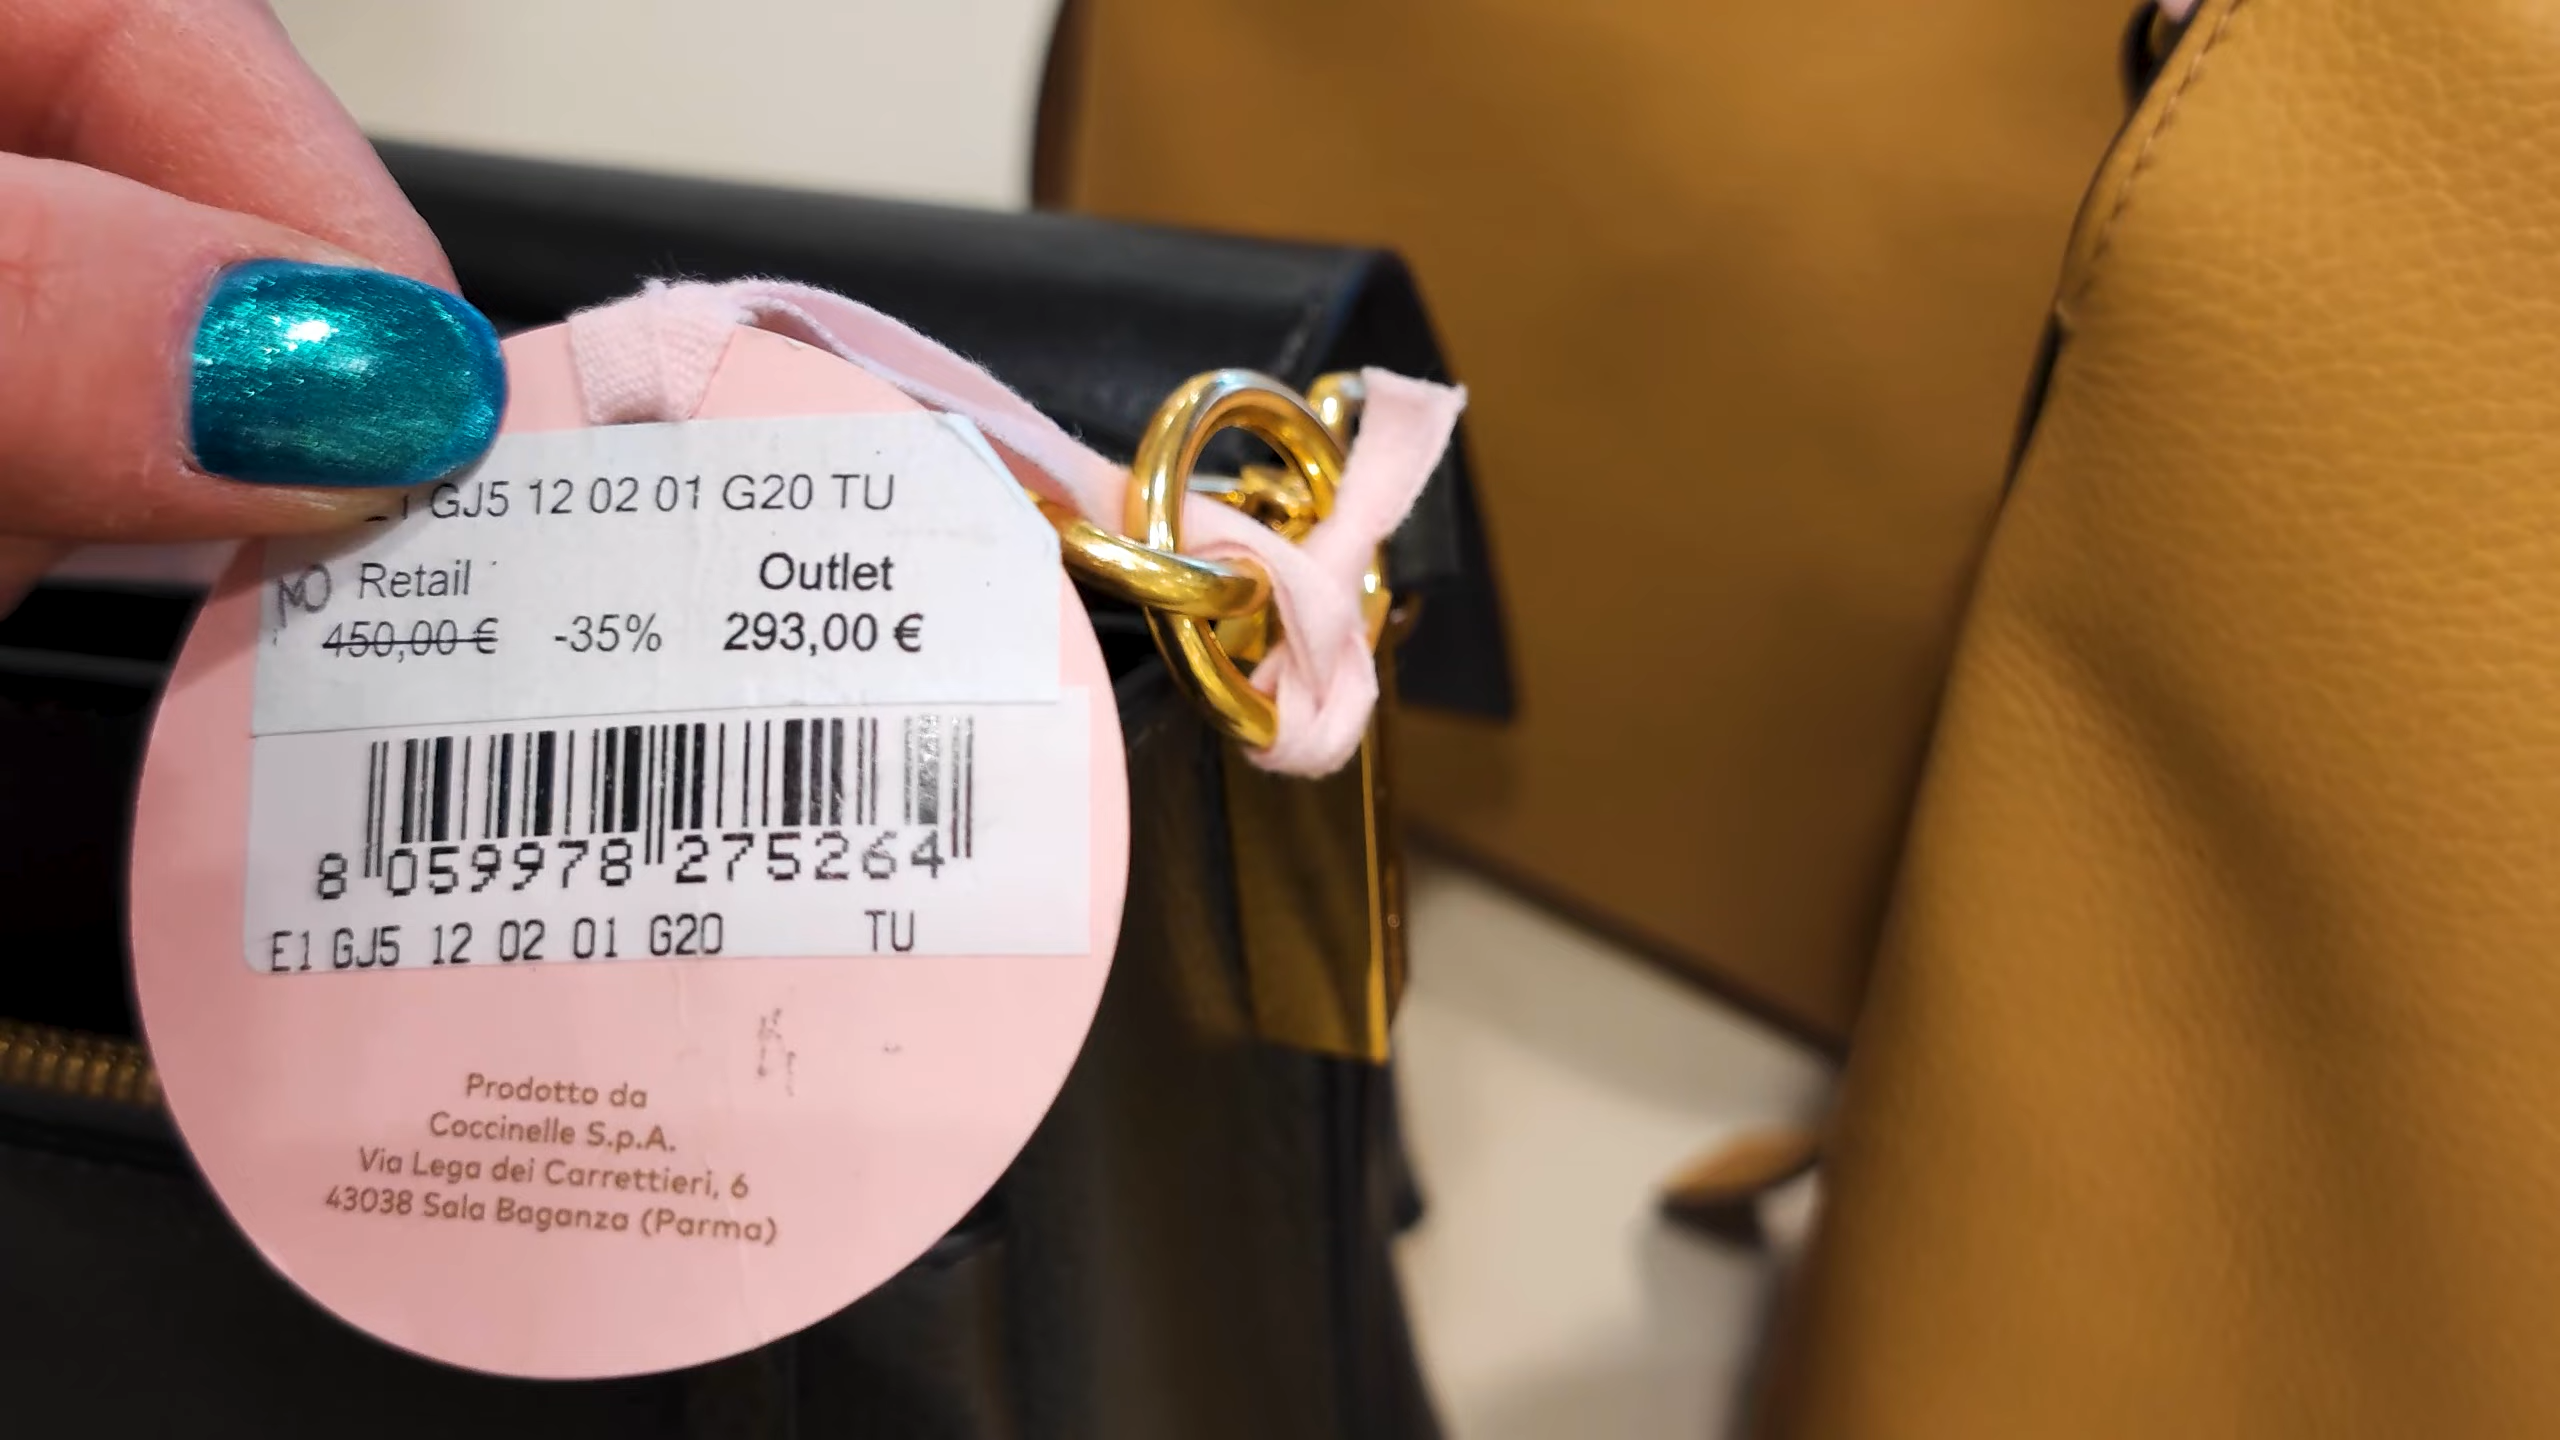 GJ5 12 02 01 G20 TU
Retail Outlet
450,00 € -35% 293,00 €
8 059978 275264
E1 GJ5 12 02 01 G20 TU
Prodotto da
Coccinelle S.p.A.
Via Lega dei Carrettieri, 6
43038 Sala Baganza (Parma)